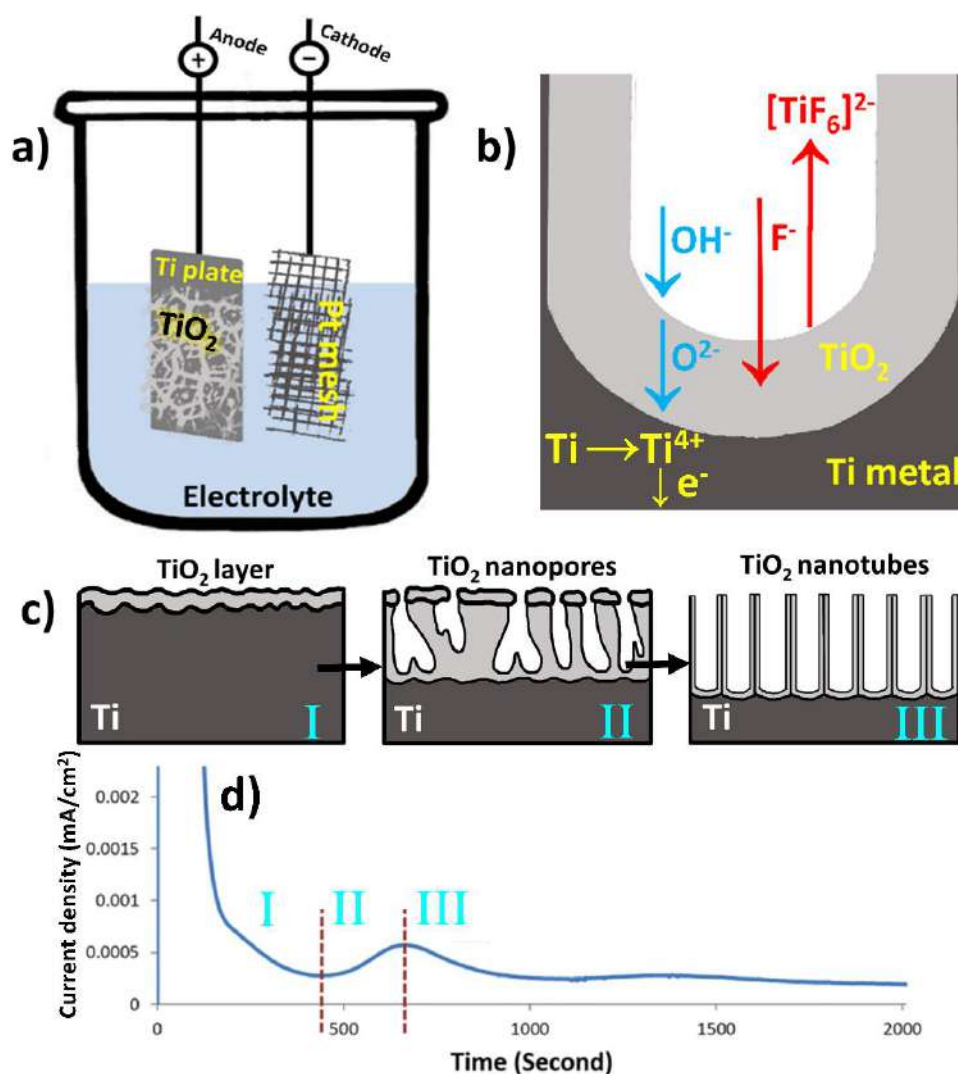 Anode
Cathode
+
−
a)
Ti plate
TiO₂
Pt mesh
Electrolyte
b)
[TiF₆]²⁻
OH⁻
F⁻
O²⁻
TiO₂
Ti → Ti⁴⁺
↓ e⁻
Ti metal
c)
TiO₂ layer
TiO₂ nanopores
TiO₂ nanotubes
Ti
I
Ti
II
Ti
III
d)
Current density (mA/cm²)
0.002
0.0015
0.001
0.0005
0
I
II
III
0
500
1000
1500
2000
Time (Second)